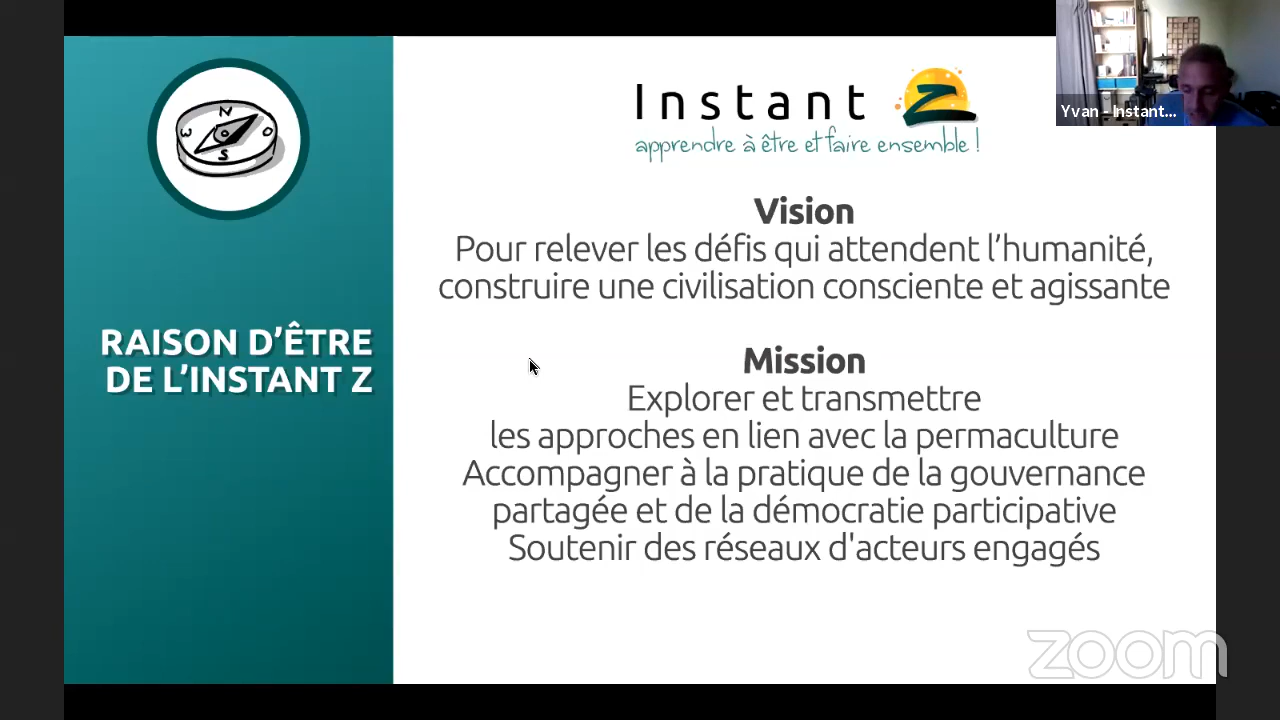 N
W
O
S
RAISON D’ÊTRE
DE L’INSTANT Z
Instant Z
apprendre à être et faire ensemble !
Vision
Pour relever les défis qui attendent l’humanité,
construire une civilisation consciente et agissante
Mission
Explorer et transmettre
les approches en lien avec la permaculture
Accompagner à la pratique de la gouvernance
partagée et de la démocratie participative
Soutenir des réseaux d'acteurs engagés
Yvan - Instant...
zoom